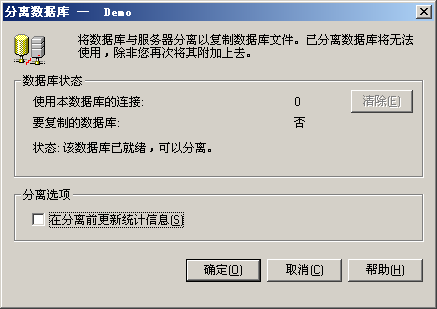 分离数据库 — Demo
将数据库与服务器分离以复制数据库文件。已分离数据库将无法
使用，除非您再次将其附加上去。
数据库状态
使用本数据库的连接: 0 清除(E)
要复制的数据库: 否
状态: 该数据库已就绪，可以分离。
分离选项
在分离前更新统计信息(S)
确定(O) 取消(C) 帮助(H)